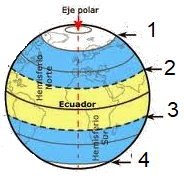 Eje polar
1
2
Hemisferio
Norte
Ecuador
3
Hemisferio
Sur
4